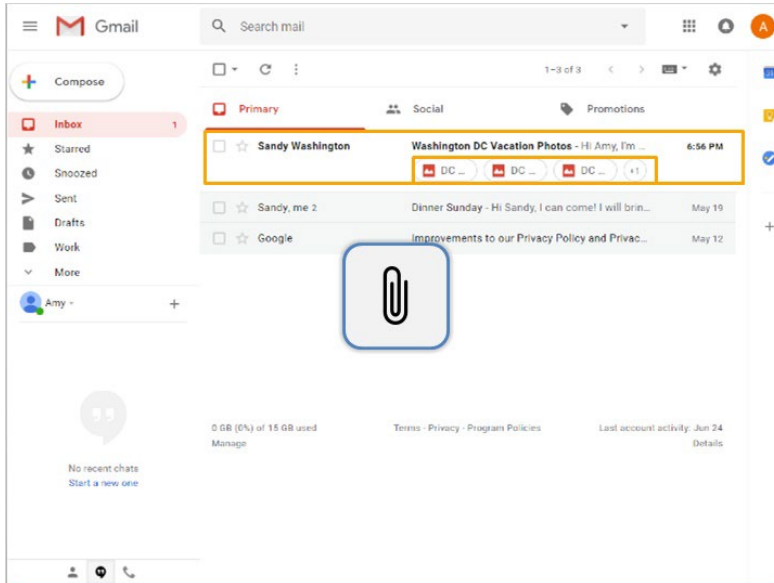 Gmail
Search mail
A
Compose
1–3 of 3
Primary
Social
Promotions
Inbox 1
Starred
Snoozed
Sent
Drafts
Work
More
Sandy Washington Washington DC Vacation Photos - Hi Amy, I'm ... 6:56 PM
DC ... DC ... DC ... +1
Sandy, me 2 Dinner Sunday - Hi Sandy, I can come! I will brin... May 19
Google Improvements to our Privacy Policy and Privac... May 12
Amy
No recent chats
Start a new one
0 GB (0%) of 15 GB used
Manage
Terms - Privacy - Program Policies
Last account activity: Jun 24
Details